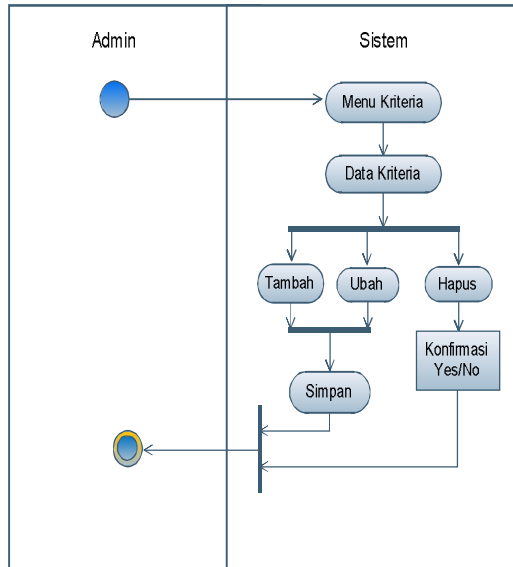 Admin
Sistem
Menu Kriteria
Data Kriteria
Tambah
Ubah
Hapus
Konfirmasi
Yes/No
Simpan